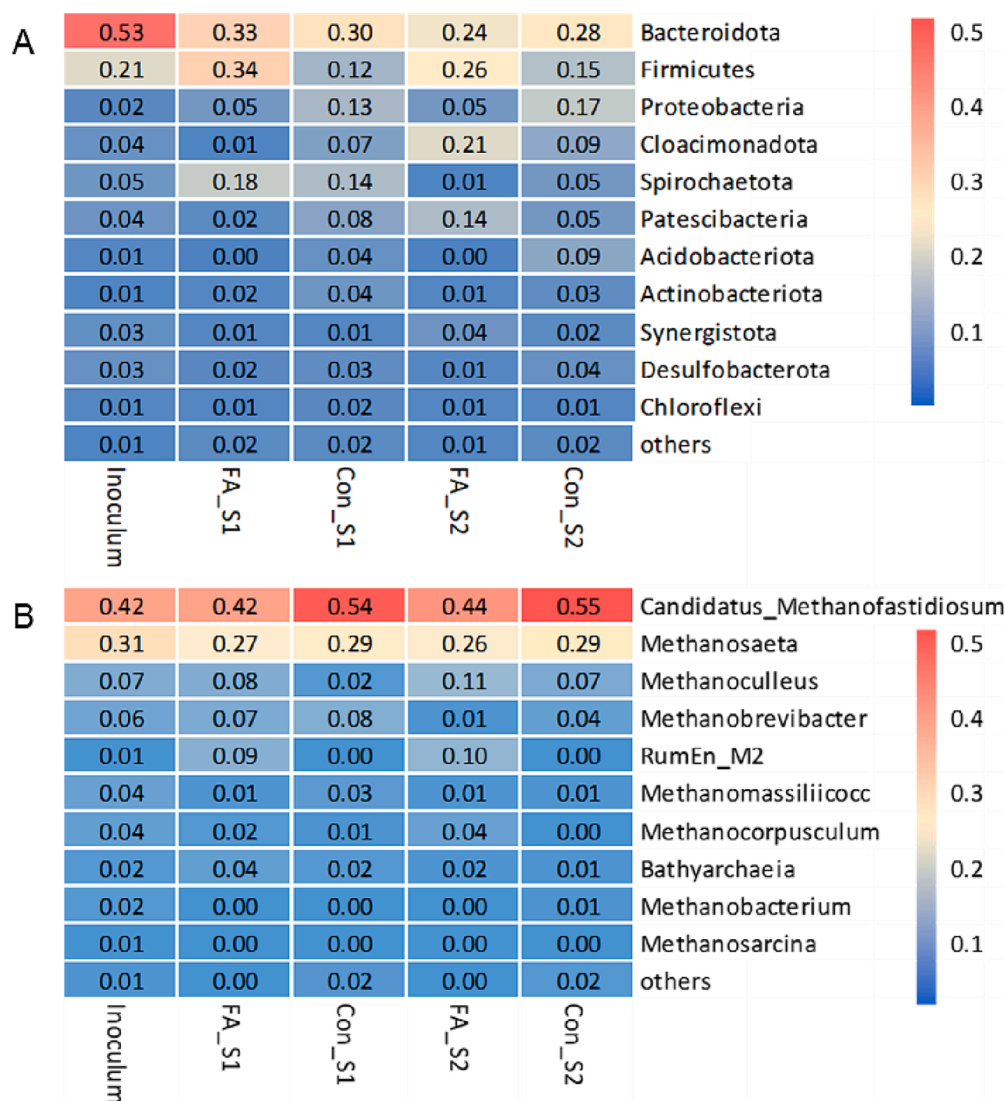 A
0.53 0.33 0.30 0.24 0.28 Bacteroidota
0.21 0.34 0.12 0.26 0.15 Firmicutes
0.02 0.05 0.13 0.05 0.17 Proteobacteria
0.04 0.01 0.07 0.21 0.09 Cloacimonadota
0.05 0.18 0.14 0.01 0.05 Spirochaetota
0.04 0.02 0.08 0.14 0.05 Patescibacteria
0.01 0.00 0.04 0.00 0.09 Acidobacteriota
0.01 0.02 0.04 0.01 0.03 Actinobacteriota
0.03 0.01 0.01 0.04 0.02 Synergistota
0.03 0.02 0.03 0.01 0.04 Desulfobacterota
0.01 0.01 0.02 0.01 0.01 Chloroflexi
0.01 0.02 0.02 0.01 0.02 others
Inoculum FA_S1 Con_S1 FA_S2 Con_S2
0.5
0.4
0.3
0.2
0.1
B
0.42 0.42 0.54 0.44 0.55 Candidatus_Methanofastidiosum
0.31 0.27 0.29 0.26 0.29 Methanosaeta
0.07 0.08 0.02 0.11 0.07 Methanoculleus
0.06 0.07 0.08 0.01 0.04 Methanobrevibacter
0.01 0.09 0.00 0.10 0.00 RumEn_M2
0.04 0.01 0.03 0.01 0.01 Methanomassiliicocc
0.04 0.02 0.01 0.04 0.00 Methanocorpusculum
0.02 0.04 0.02 0.02 0.01 Bathyarchaeia
0.02 0.00 0.00 0.00 0.01 Methanobacterium
0.01 0.00 0.00 0.00 0.00 Methanosarcina
0.01 0.00 0.02 0.00 0.02 others
Inoculum FA_S1 Con_S1 FA_S2 Con_S2
0.5
0.4
0.3
0.2
0.1